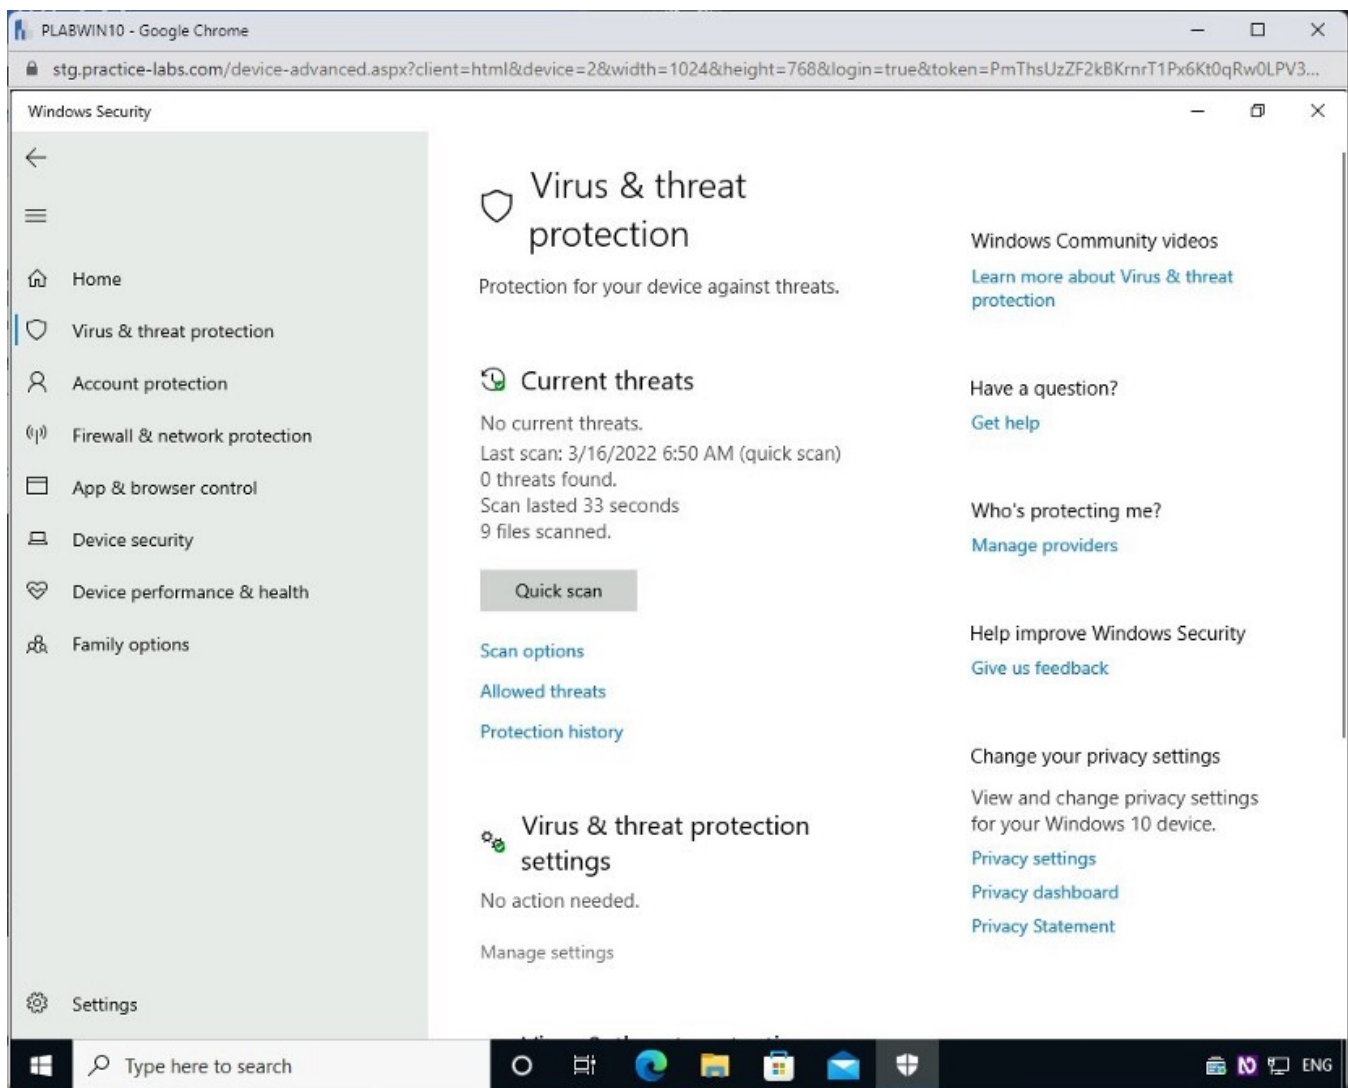 PLABWIN10 - Google Chrome
stg.practice-labs.com/device-advanced.aspx?client=html&device=2&width=1024&height=768&login=true&token=PmThsUzZF2kBKrnrT1Px6Kt0qRw0LPV3...
Windows Security
Home
Virus & threat protection
Account protection
Firewall & network protection
App & browser control
Device security
Device performance & health
Family options
Settings
Virus & threat
protection
Protection for your device against threats.
Current threats
No current threats.
Last scan: 3/16/2022 6:50 AM (quick scan)
0 threats found.
Scan lasted 33 seconds
9 files scanned.
Quick scan
Scan options
Allowed threats
Protection history
Virus & threat protection
settings
No action needed.
Manage settings
Windows Community videos
Learn more about Virus & threat
protection
Have a question?
Get help
Who's protecting me?
Manage providers
Help improve Windows Security
Give us feedback
Change your privacy settings
View and change privacy settings
for your Windows 10 device.
Privacy settings
Privacy dashboard
Privacy Statement
Type here to search
ENG